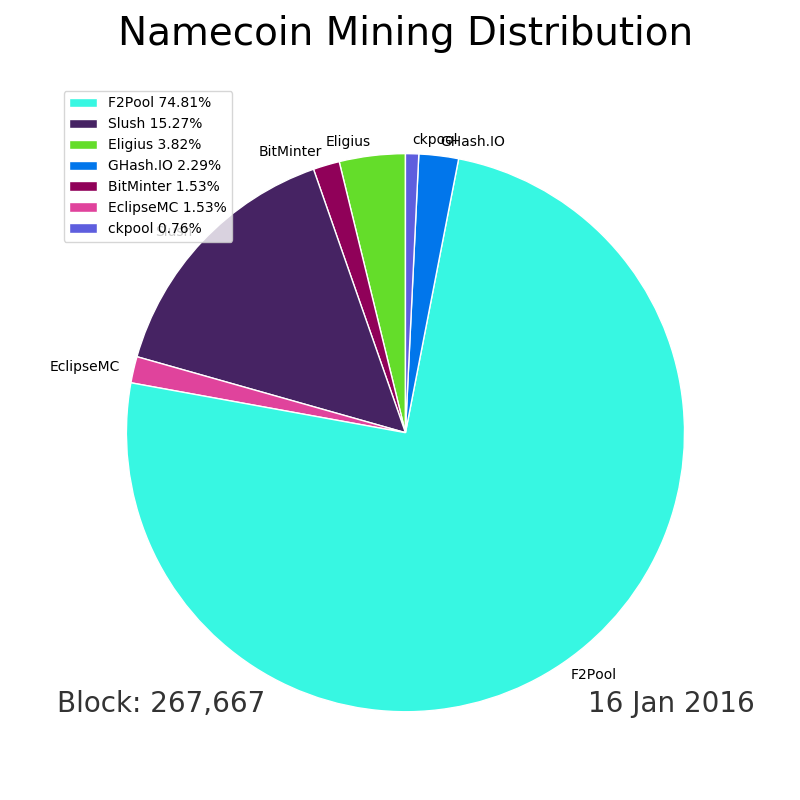 Namecoin Mining Distribution
F2Pool 74.81%
Slush 15.27%
Eligius 3.82%
GHash.IO 2.29%
BitMinter 1.53%
EclipseMC 1.53%
ckpool 0.76%
Slush
BitMinter
Eligius
ckpool
GHash.IO
EclipseMC
F2Pool
Block: 267,667
16 Jan 2016